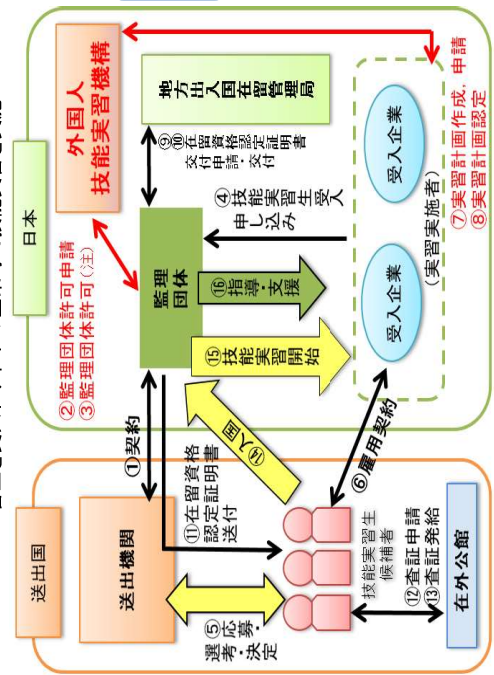 送出国
送出機関
⑤応募・
選考・決定
技能実習生
候補者
⑫査証申請
⑬査証発給
在外公館
①契約
⑪在留資格
認定証明書
送付
⑭入国
⑥雇用契約
日本
②監理団体許可申請
③監理団体許可(注)
外国人
技能実習機構
監理
団体
地方出入国在留管理局
⑨⑩在留資格認定証明書
交付申請・交付
④技能実習生受入
申し込み
⑯指導・支援
⑮技能実習
開始
受入企業
受入企業
(実習実施者)
⑦実習計画作成，申請
⑧実習計画認定